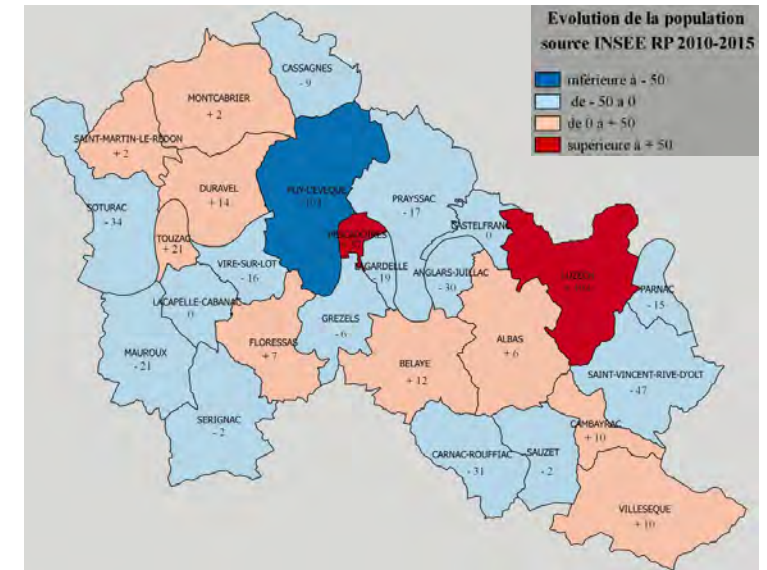 Evolution de la population
source INSEE RP 2010-2015
inférieure à - 50
de - 50 à 0
de 0 à + 50
supérieure à + 50
CASSAGNES
- 9
MONTCABRIER
+ 2
SAINT-MARTIN-LE-REDON
+ 2
DURAVEL
+ 14
PUY-L'EVEQUE
PRAYSSAC
- 17
SOTURAC
- 34
TOUZAC
+ 21
VIRE-SUR-LOT
- 16
PESCADOIRES
CASTELFRANC
0
LAGARDELLE
- 19
ANGLARS-JUILLAC
- 30
LUZECH
PARNAC
- 15
LACAPELLE-CABANAC
0
GREZELS
- 6
FLORESSAS
+ 7
MAUROUX
- 21
BELAYE
+ 12
ALBAS
+ 6
SAINT-VINCENT-RIVE-D'OLT
- 47
SERIGNAC
- 2
CAMBAYRAC
+ 10
CARNAC-ROUFFIAC
- 31
SAUZET
- 2
VILLESEQUE
+ 10